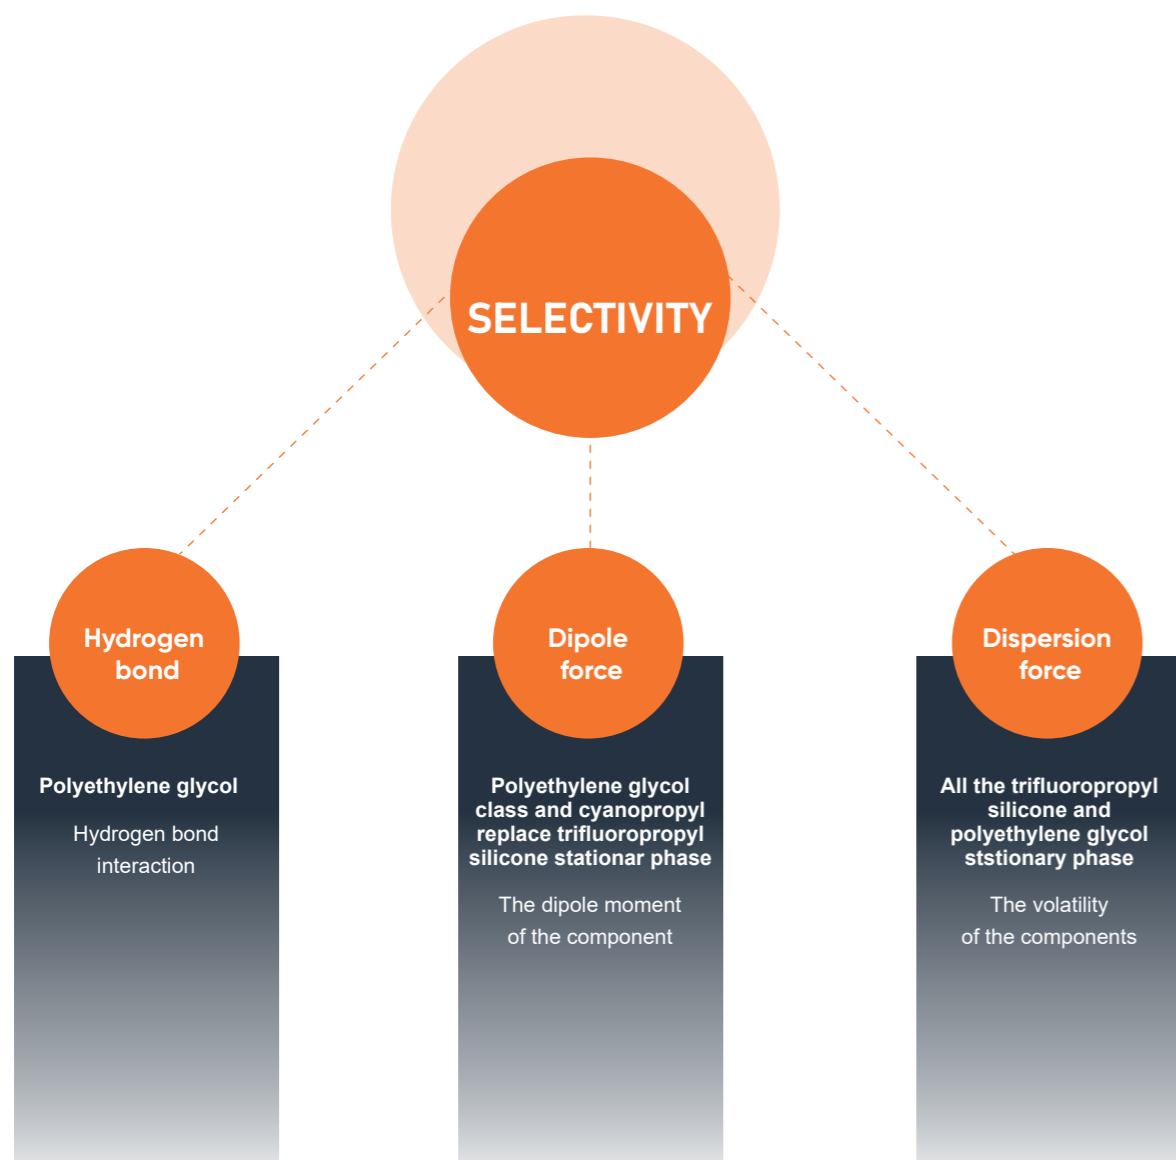 SELECTIVITY
Hydrogen
bond
Polyethylene glycol
Hydrogen bond
interaction
Dipole
force
Polyethylene glycol
class and cyanopropyl
replace trifluoropropyl
silicone stationar phase
The dipole moment
of the component
Dispersion
force
All the trifluoropropyl
silicone and
polyethylene glycol
ststionary phase
The volatility
of the components